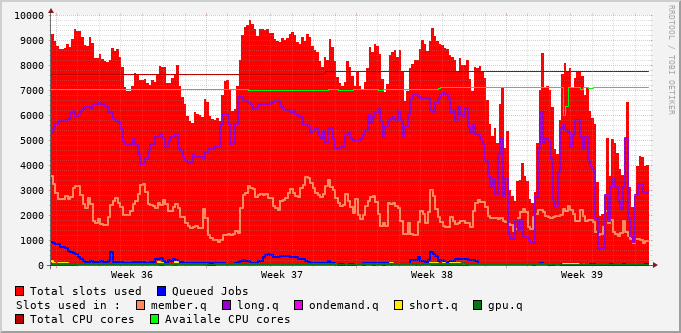 10000
9000
8000
7000
6000
5000
4000
3000
2000
1000
0
Week 36 Week 37 Week 38 Week 39
RRDTOOL / TOBI OETIKER
Total slots used Queued Jobs
Slots used in : member.q long.q ondemand.q short.q gpu.q
Total CPU cores Availale CPU cores